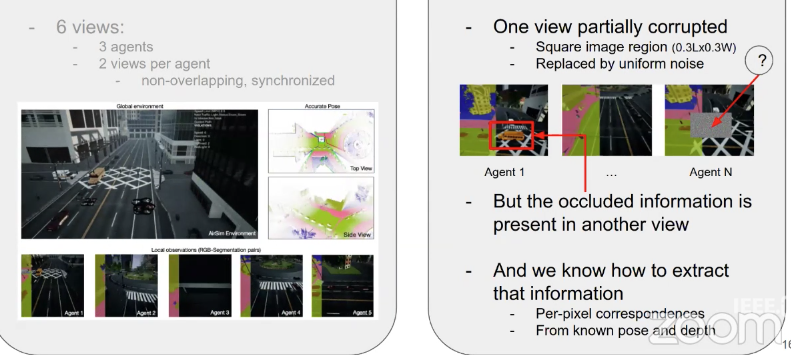 - 6 views:
- 3 agents
- 2 views per agent
- non-overlapping, synchronized
Global environment
Accurate Pose
Top View
AirSim Environment
Side View
Local observations (RGB-Segmentation pairs)
Agent 1
Agent 2
Agent 3
Agent 4
Agent 5
- One view partially corrupted
- Square image region (0.3Lx0.3W)
- Replaced by uniform noise
?
Agent 1
...
Agent N
- But the occluded information is
present in another view
- And we know how to extract
that information
- Per-pixel correspondences
- From known pose and depth
IEEE
zoom
16